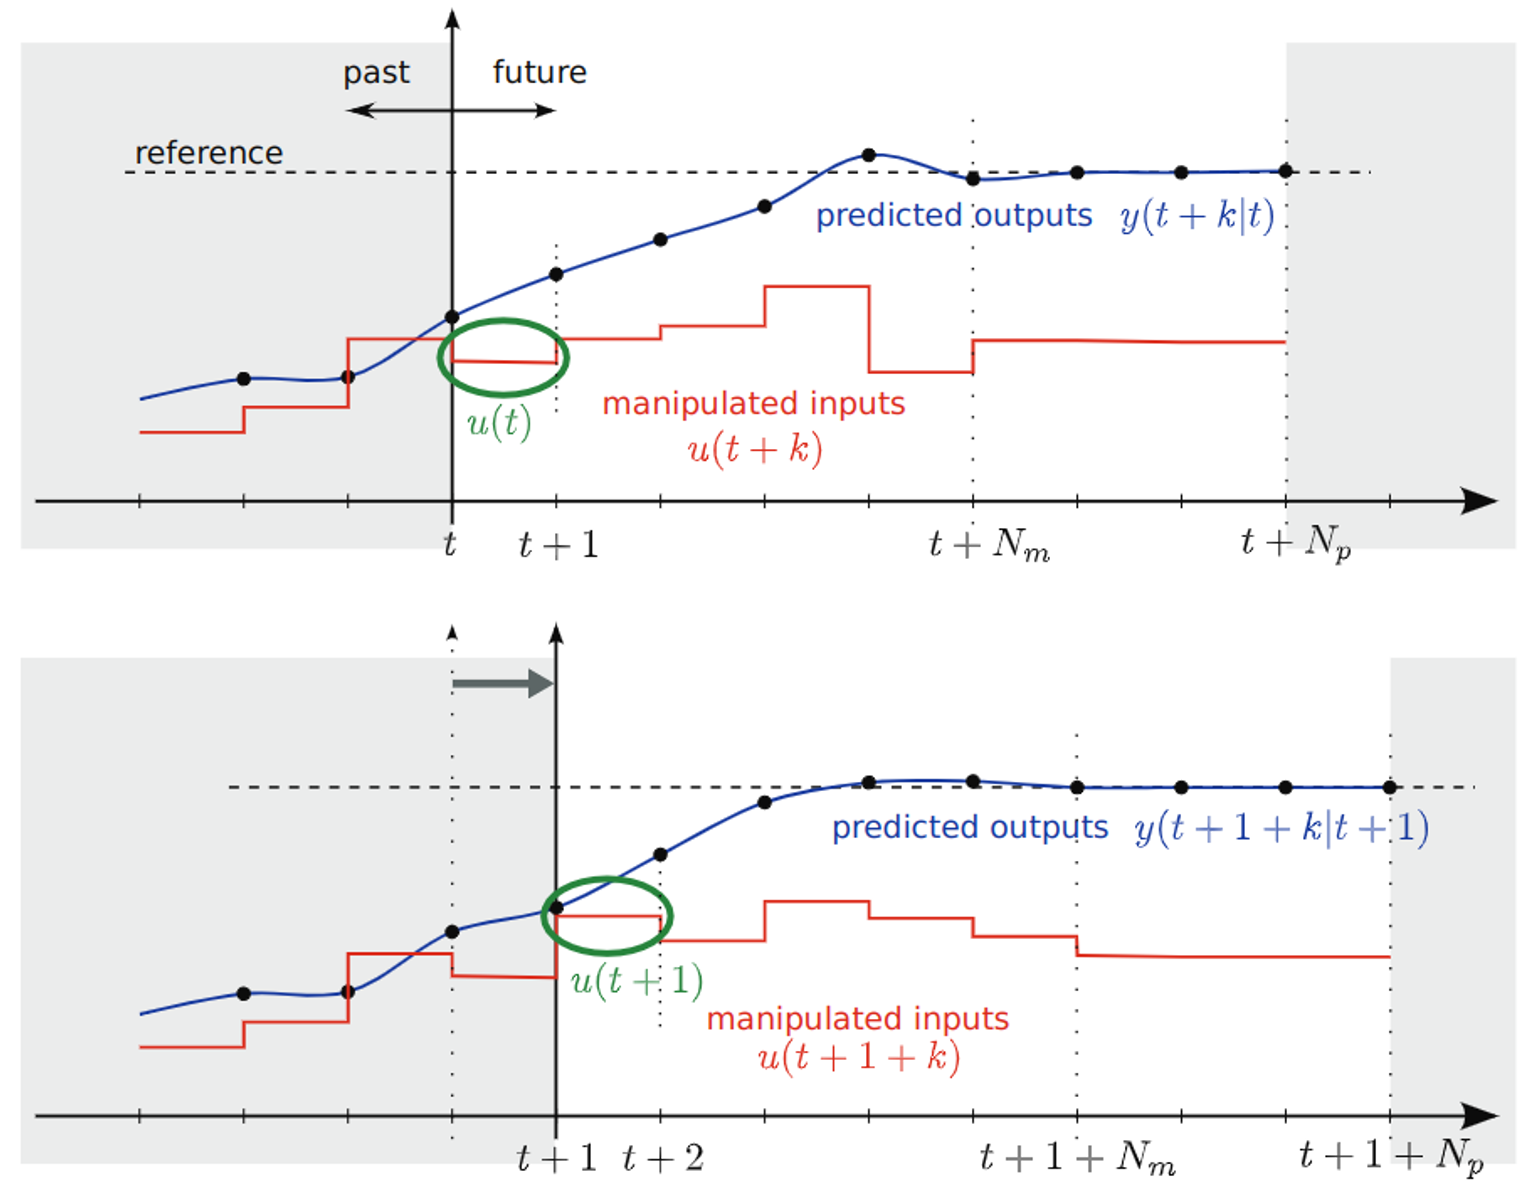 past future
reference
predicted outputs y(t + k|t)
u(t)
manipulated inputs
u(t + k)
t t + 1 t + N_m t + N_p
predicted outputs y(t + 1 + k|t + 1)
u(t + 1)
manipulated inputs
u(t + 1 + k)
t + 1 t + 2 t + 1 + N_m t + 1 + N_p